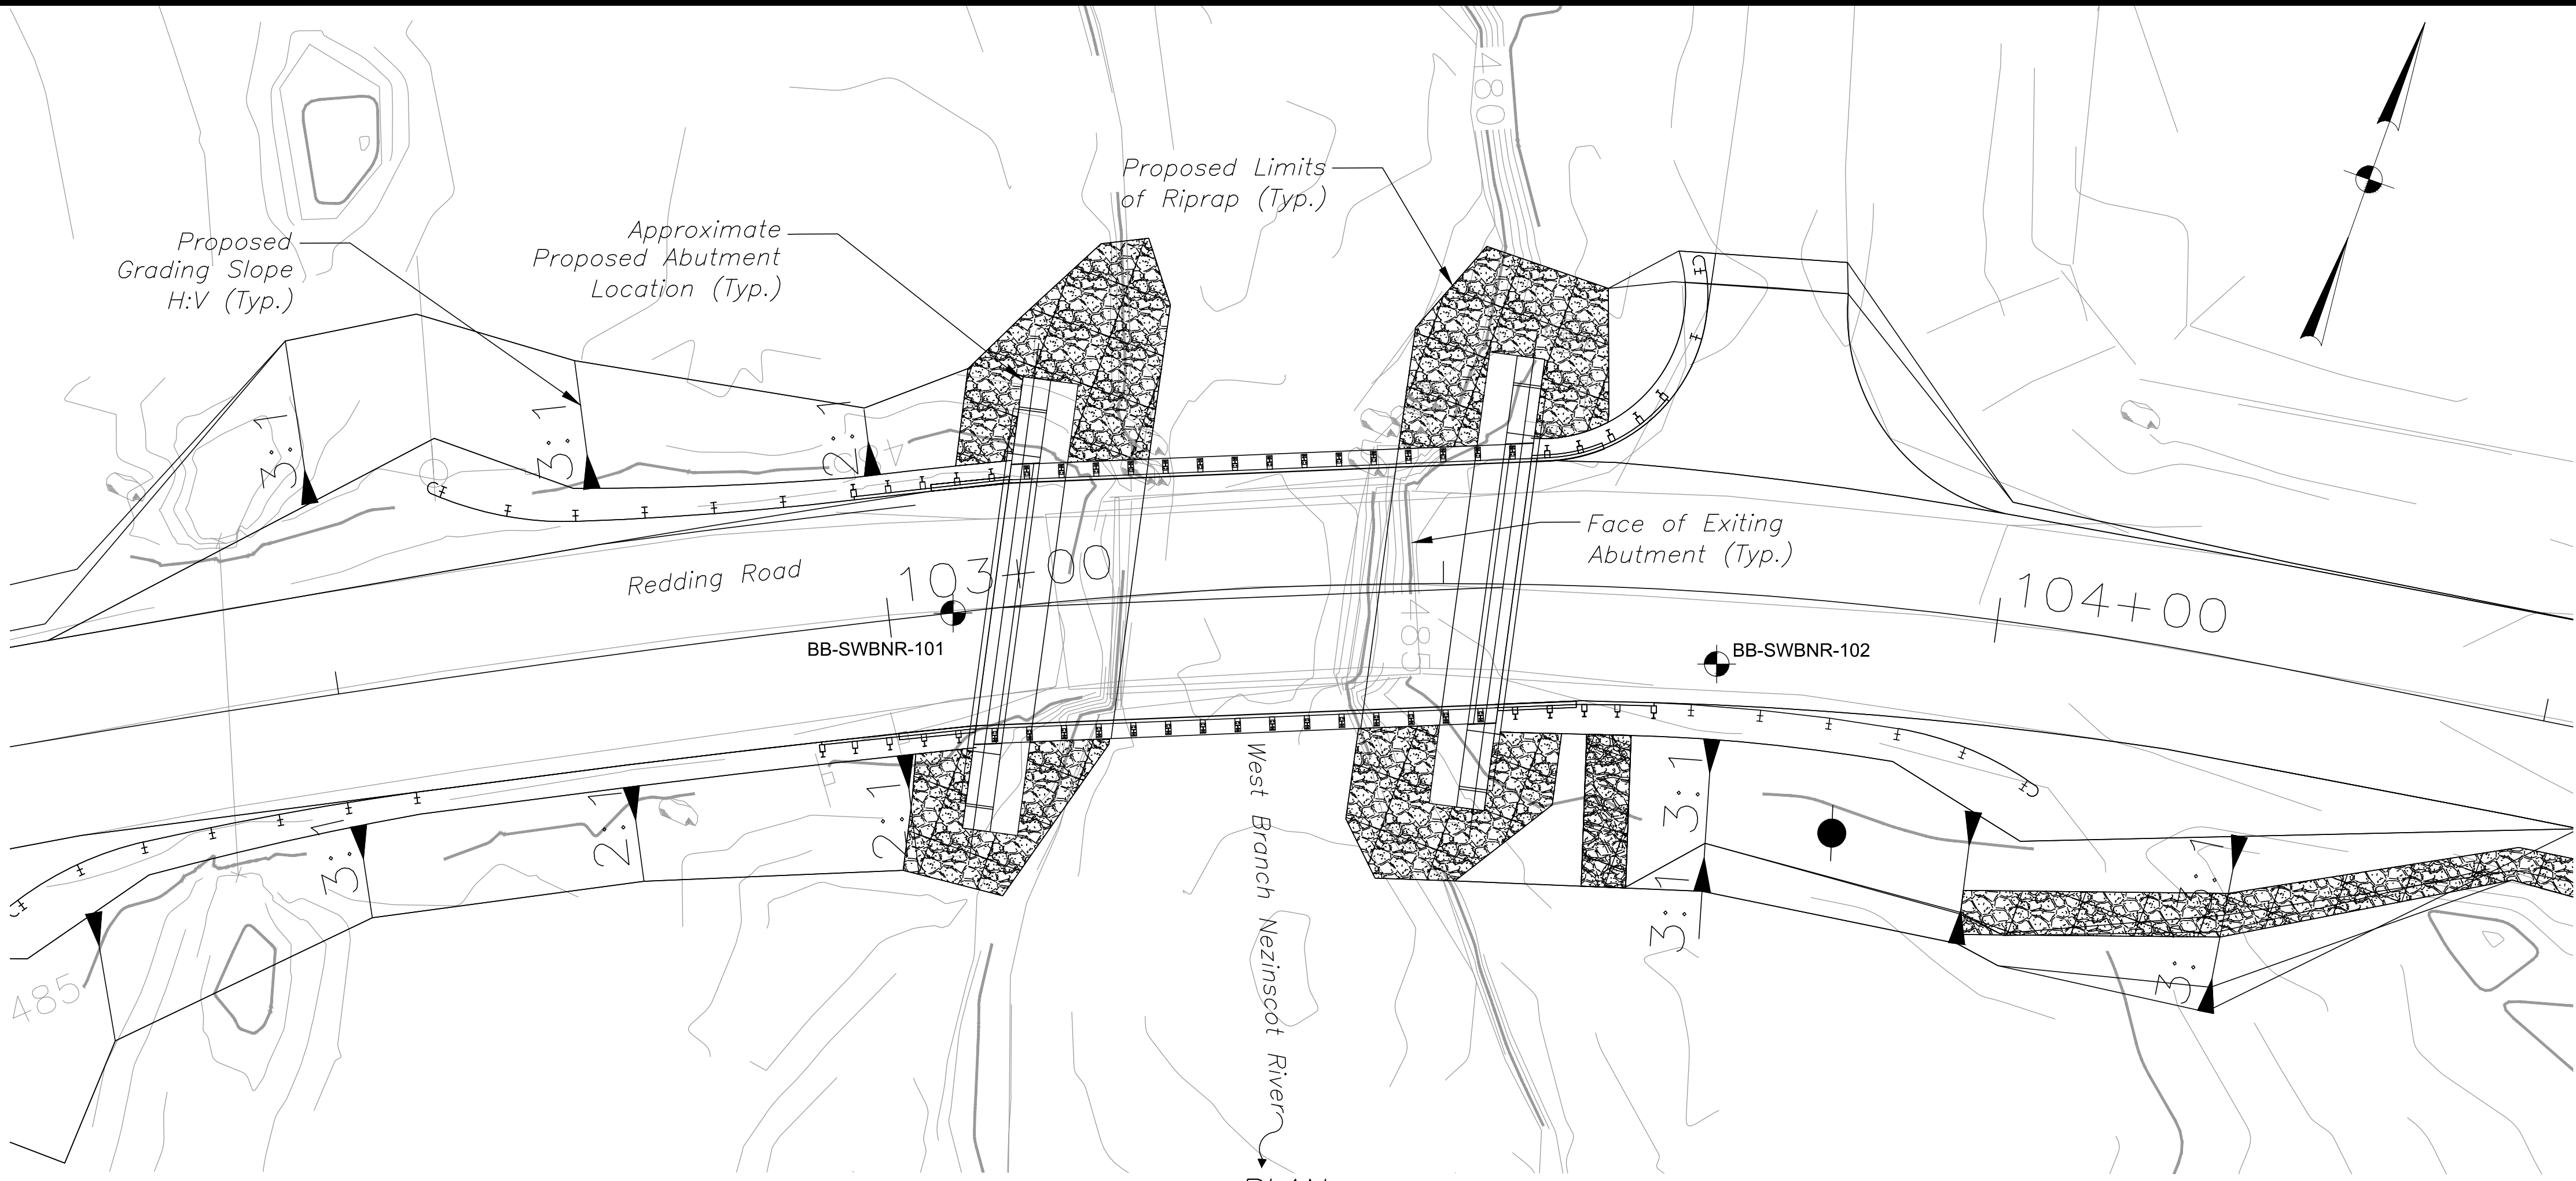 480
Proposed Limits
of Riprap (Typ.)
Approximate
Proposed Abutment
Location (Typ.)
Proposed
Grading Slope
H:V (Typ.)
3:1
3:1
2:1
Face of Exiting
Abutment (Typ.)
Redding Road
103+00
104+00
BB-SWBNR-101
BB-SWBNR-102
485
West Branch Nezinscot River
2:1
2:1
3:1
3:1
3:1
3:1
3:1
485